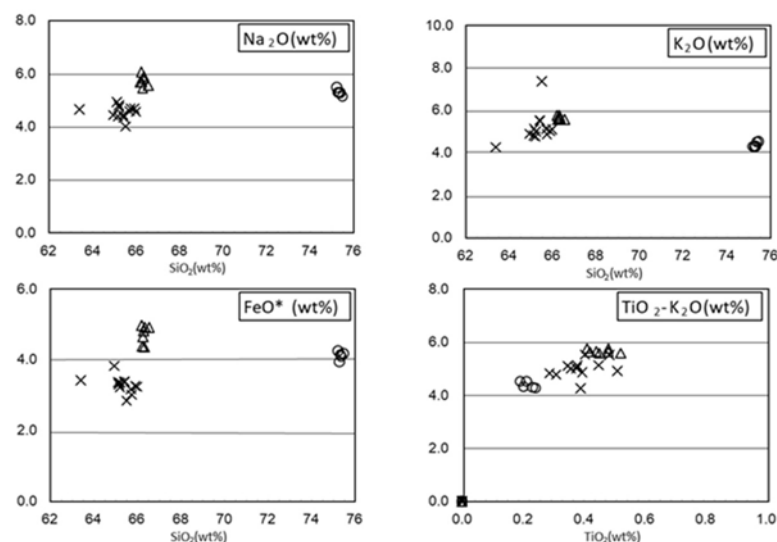 8.0
6.0
4.0
2.0
0.0
Na 2O(wt%)
62 64 66 68 70 72 74 76
SiO2(wt%)
10.0
8.0
6.0
4.0
2.0
0.0
K2O(wt%)
62 64 66 68 70 72 74 76
SiO2(wt%)
6.0
4.0
2.0
0.0
FeO* (wt%)
62 64 66 68 70 72 74 76
SiO2(wt%)
8.0
6.0
4.0
2.0
0.0
TiO 2-K2O(wt%)
0.0 0.2 0.4 0.6 0.8 1.0
TiO2(wt%)